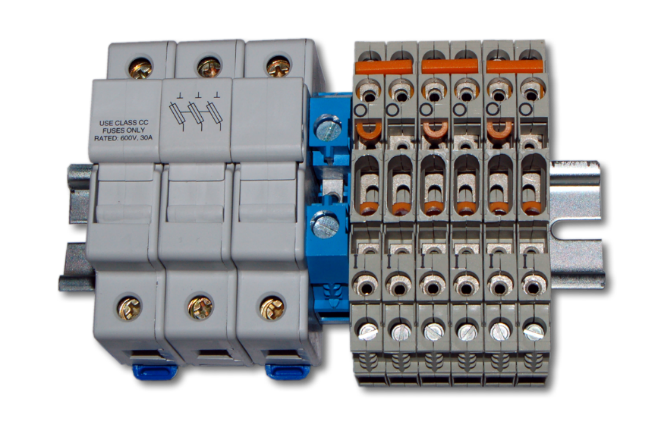 USE CLASS CC
FUSES ONLY
RATED: 600V, 30A